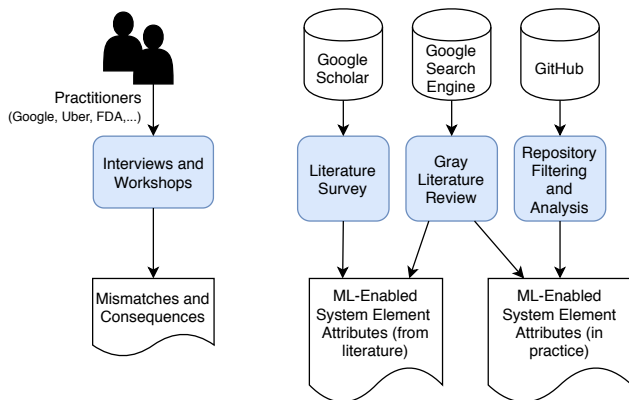 Practitioners
(Google, Uber, FDA,...)
Interviews and
Workshops
Mismatches and
Consequences
Google
Scholar
Google
Search
Engine
GitHub
Literature
Survey
Gray
Literature
Review
Repository
Filtering
and
Analysis
ML-Enabled
System Element
Attributes (from
literature)
ML-Enabled
System Element
Attributes (in
practice)